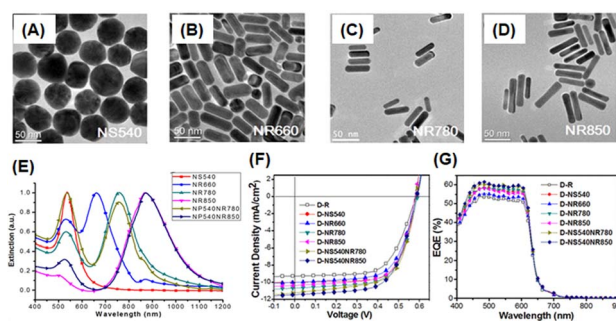 (A)
50 nm
NS540
(B)
50 nm
NR660
(C)
50 nm
NR780
(D)
50 nm
NR850
(E)
Extinction (a.u.)
1.0
0.8
0.6
0.4
0.2
0.0
NS540
NR660
NR780
NR850
NP540NR780
NP540NR850
400 500 600 700 800 900 1000 1100 1200
Wavelength (nm)
(F)
Current Density (mA/cm2)
4
2
0
-2
-4
-6
-8
-10
-12
D-R
D-NS540
D-NR660
D-NR780
D-NR850
D-NS540NR780
D-NS540NR850
-0.1 0.0 0.1 0.2 0.3 0.4 0.5 0.6
Voltage (V)
(G)
EQE (%)
80
70
60
50
40
30
20
10
0
D-R
D-NS540
D-NR660
D-NR780
D-NR850
D-NS540NR780
D-NS540NR850
400 500 600 700 800 900
Wavelength (nm)